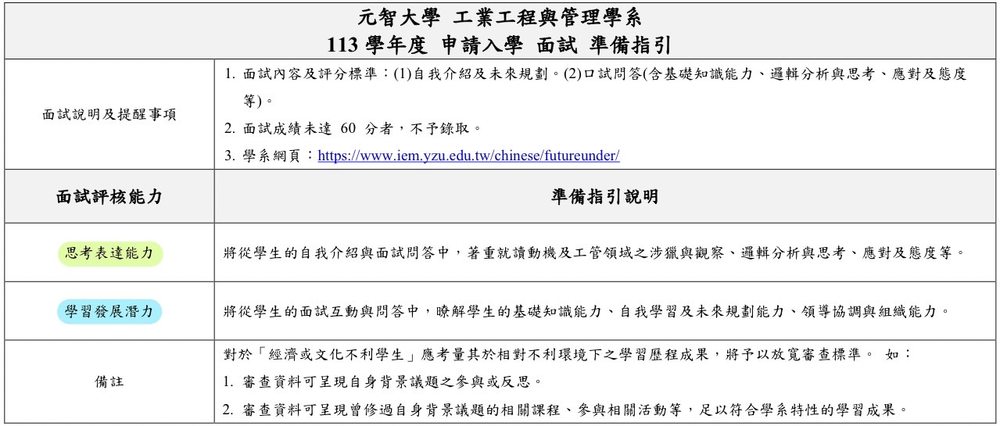 元智大學 工業工程與管理學系
113 學年度 申請入學 面試 準備指引
面試說明及提醒事項
1. 面試內容及評分標準：(1)自我介紹及未來規劃。(2)口試問答(含基礎知識能力、邏輯分析與思考、應對及態度
等)。
2. 面試成績未達 60 分者，不予錄取。
3. 學系網頁：https://www.iem.yzu.edu.tw/chinese/futureunder/
面試評核能力
準備指引說明
思考表達能力
將從學生的自我介紹與面試問答中，著重就讀動機及工管領域之涉獵與觀察、邏輯分析與思考、應對及態度等。
學習發展潛力
將從學生的面試互動與問答中，瞭解學生的基礎知識能力、自我學習及未來規劃能力、領導協調與組織能力。
備註
對於「經濟或文化不利學生」應考量其於相對不利環境下之學習歷程成果，將予以放寬審查標準。 如：
1. 審查資料可呈現自身背景議題之參與或反思。
2. 審查資料可呈現曾修過自身背景議題的相關課程、參與相關活動等，足以符合學系特性的學習成果。